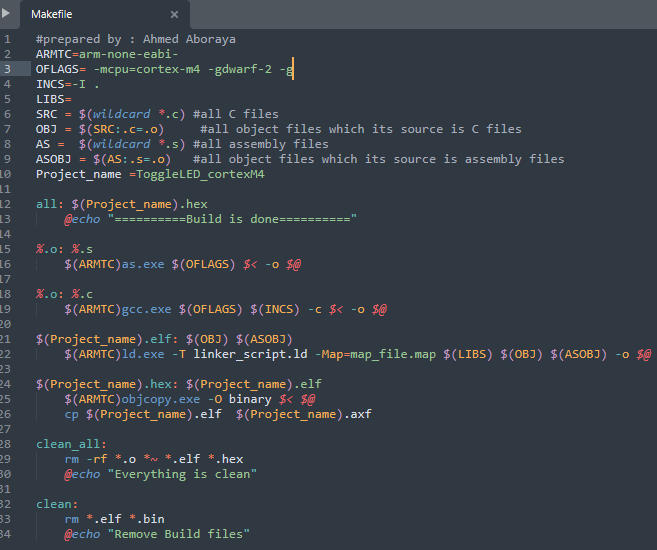 Makefile
1 #prepared by : Ahmed Aboraya
2 ARMTC=arm-none-eabi-
3 OFLAGS= -mcpu=cortex-m4 -gdwarf-2 -g
4 INCS=-I .
5 LIBS=
6 SRC = $(wildcard *.c) #all C files
7 OBJ = $(SRC:.c=.o) #all object files which its source is C files
8 AS = $(wildcard *.s) #all assembly files
9 ASOBJ = $(AS:.s=.o) #all object files which its source is assembly files
10 Project_name =ToggleLED_cortexM4
11
12 all: $(Project_name).hex
13 @echo "==========Build is done=========="
14
15 %.o: %.s
16 $(ARMTC)as.exe $(OFLAGS) $< -o $@
17
18 %.o: %.c
19 $(ARMTC)gcc.exe $(OFLAGS) $(INCS) -c $< -o $@
20
21 $(Project_name).elf: $(OBJ) $(ASOBJ)
22 $(ARMTC)ld.exe -T linker_script.ld -Map=map_file.map $(LIBS) $(OBJ) $(ASOBJ) -o $@
23
24 $(Project_name).hex: $(Project_name).elf
25 $(ARMTC)objcopy.exe -O binary $< $@
26 cp $(Project_name).elf $(Project_name).axf
27
28 clean_all:
29 rm -rf *.o *~ *.elf *.hex
30 @echo "Everything is clean"
31
32 clean:
33 rm *.elf *.bin
34 @echo "Remove Build files"